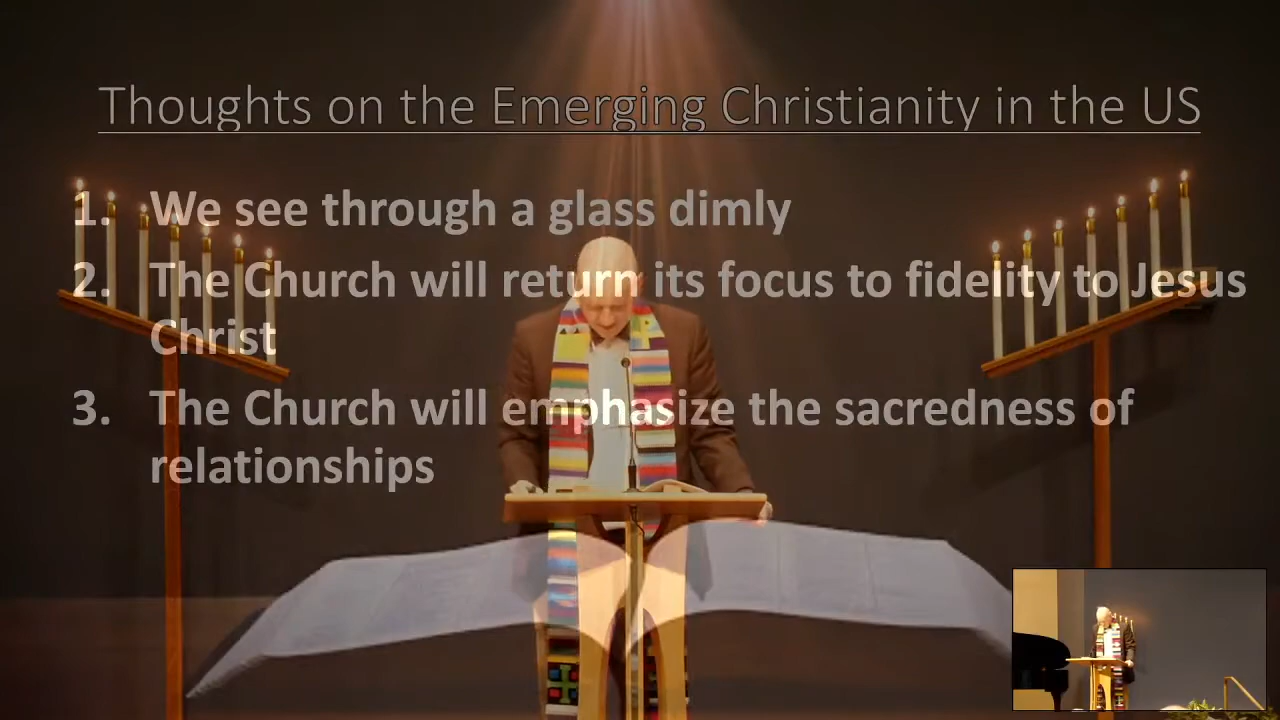 Thoughts on the Emerging Christianity in the US
1. We see through a glass dimly
2. The Church will return its focus to fidelity to Jesus
Christ
3. The Church will emphasize the sacredness of
relationships